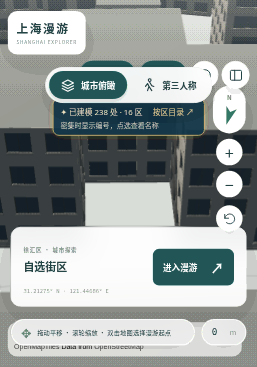 上海漫游
SHANGHAI EXPLORER
城市俯瞰
第三人称
✦ 已建模 238 处 · 16 区 按区目录 ↗
密集时显示编号，点选查看名称
N
+
−
徐汇区 · 城市探索
自选街区
进入漫游 ↗
31.21275° N · 121.44606° E
拖动平移 · 滚轮缩放 · 双击地图选择漫游起点
0 m
OpenMapTiles Data from OpenStreetMap